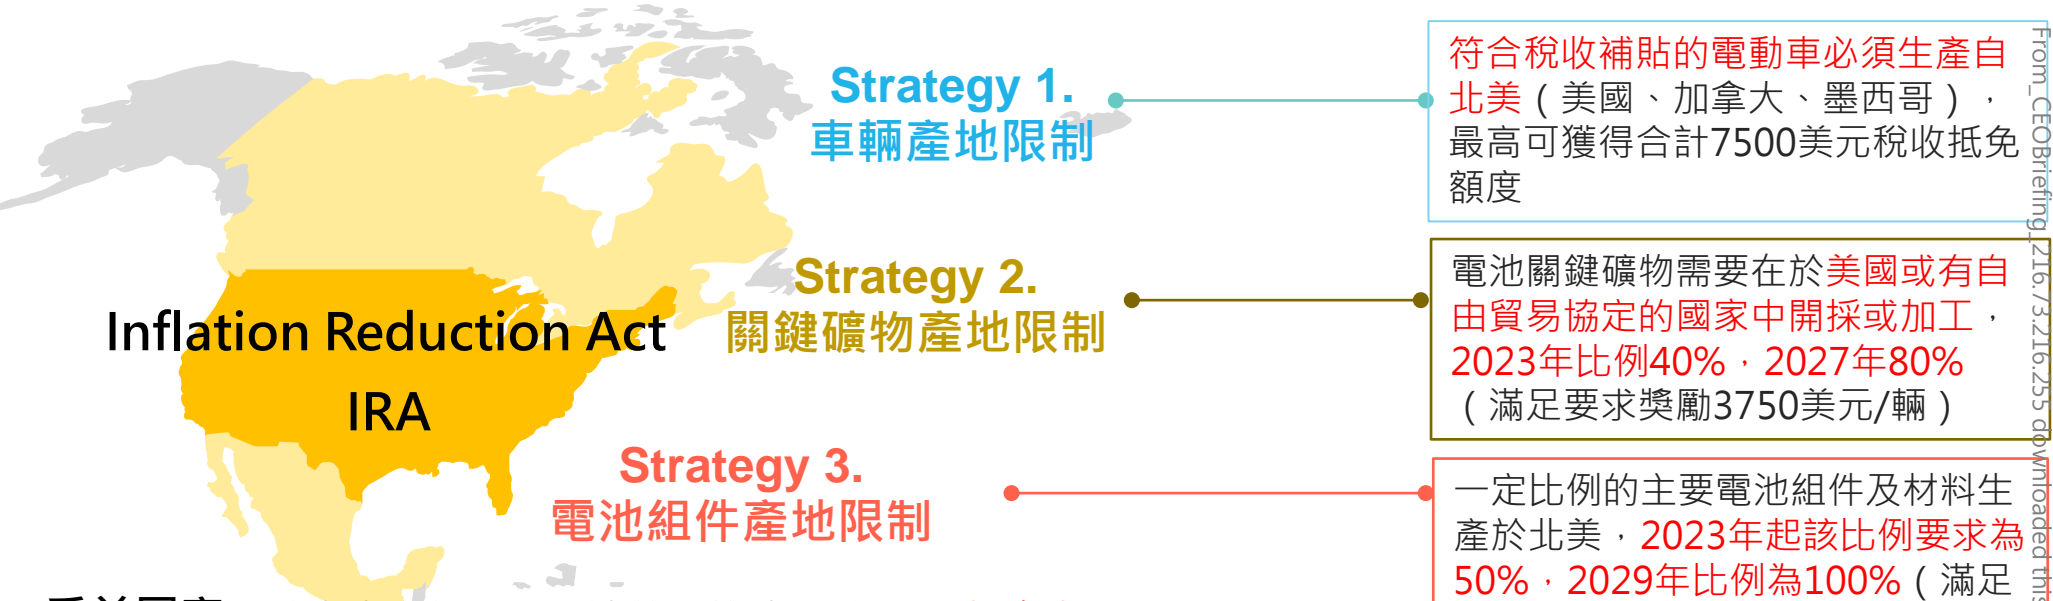 Strategy 1.
車輛產地限制
符合稅收補貼的電動車必須生產自
北美（美國、加拿大、墨西哥），
最高可獲得合計7500美元稅收抵免
額度
Strategy 2.
關鍵礦物產地限制
電池關鍵礦物需要在於美國或有自
由貿易協定的國家中開採或加工，
2023年比例40%，2027年80%
（滿足要求獎勵3750美元/輛）
Inflation Reduction Act
IRA
Strategy 3.
電池組件產地限制
一定比例的主要電池組件及材料生
產於北美，2023年起該比例要求為
50%，2029年比例為100%（滿足
From_CEOBriefing_216.73.216.255 downloaded this